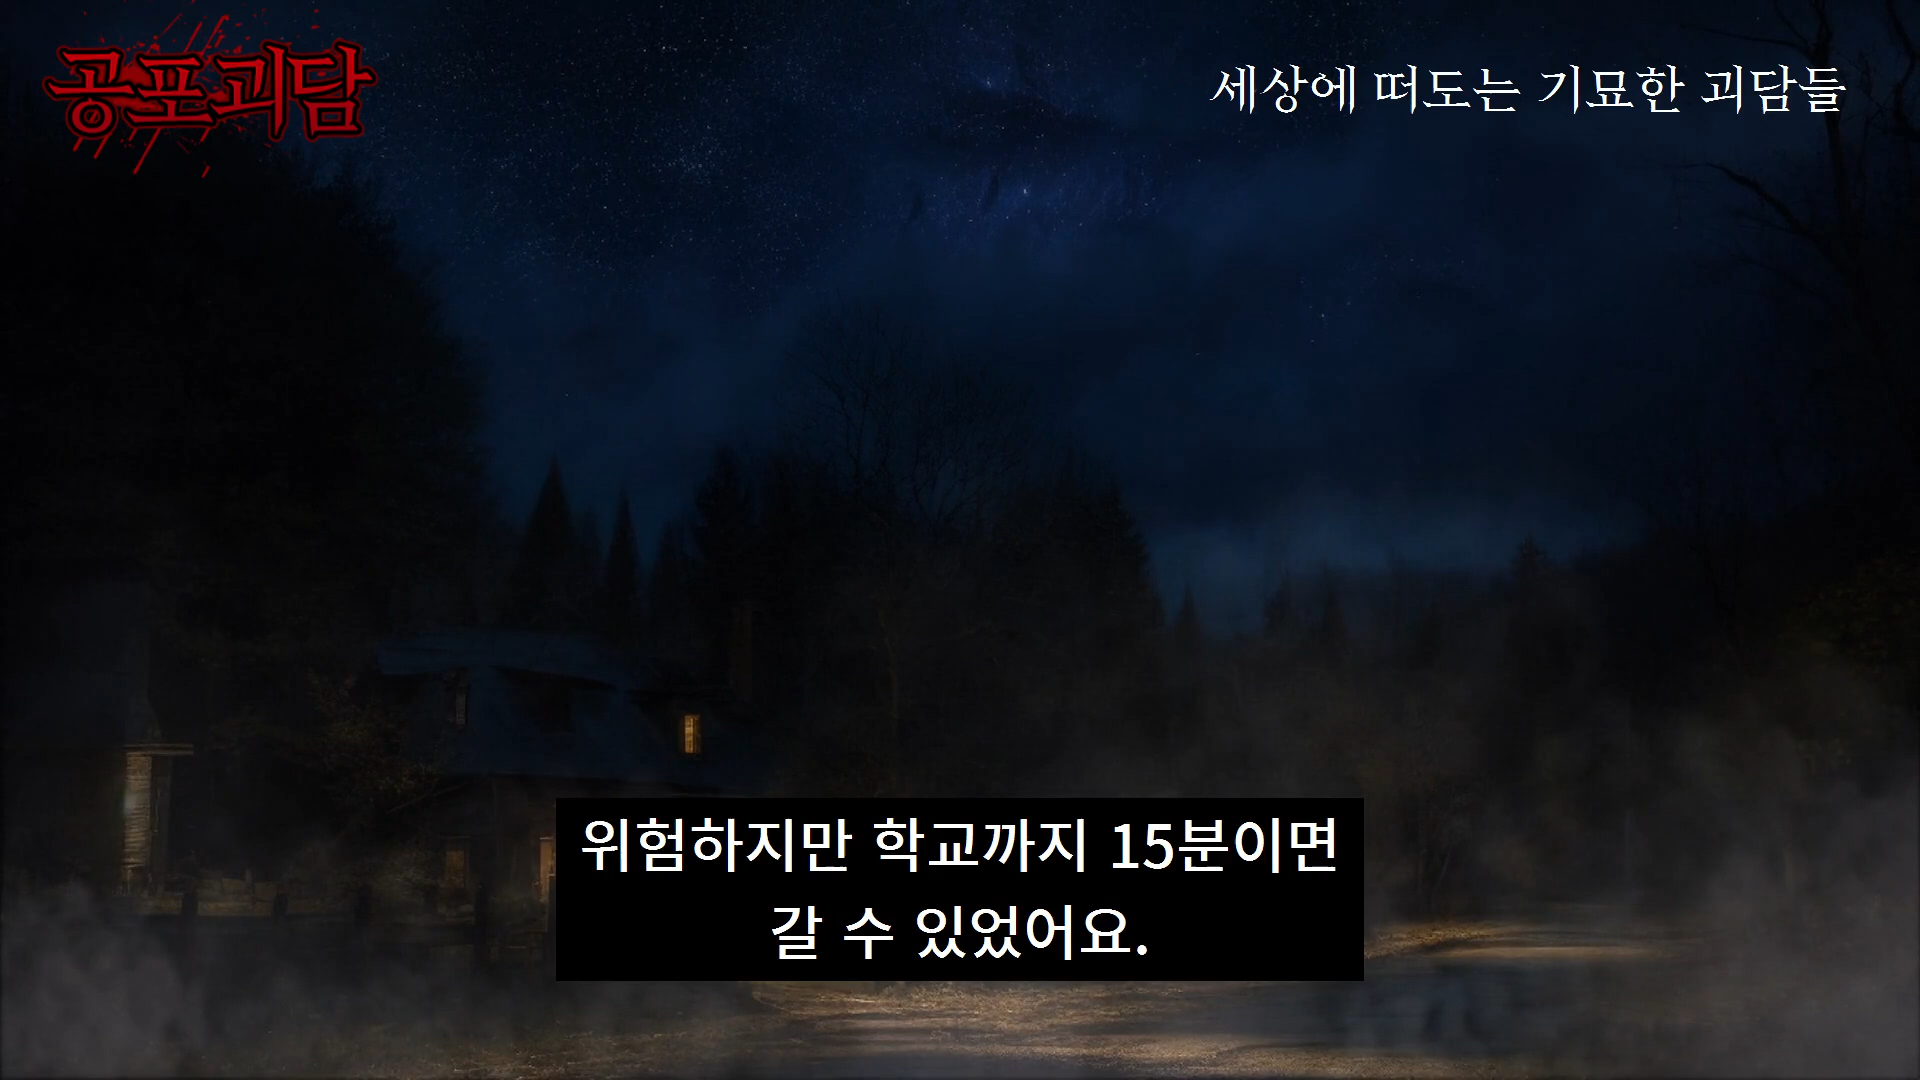 공포괴담
세상에 떠도는 기묘한 괴담들
위험하지만 학교까지 15분이면
갈 수 있었어요.